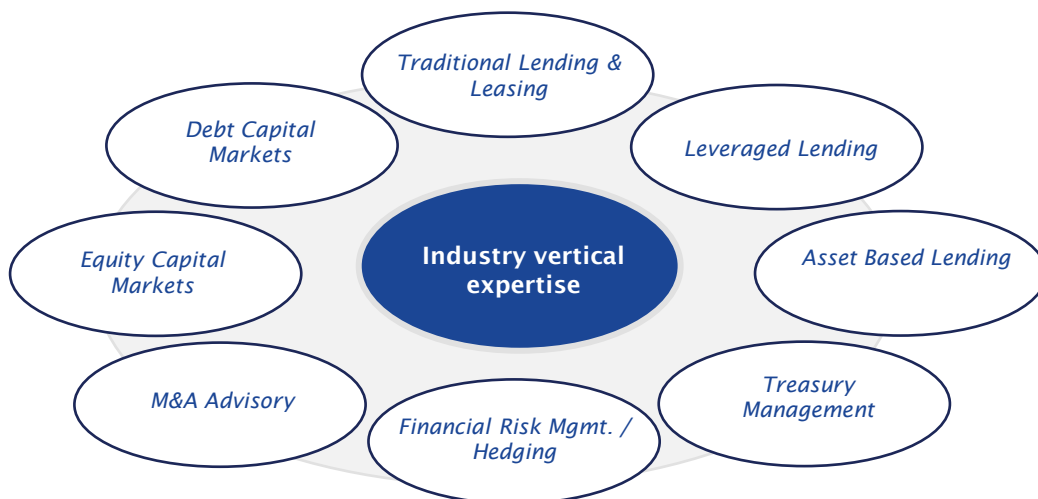 Traditional Lending &
Leasing
Debt Capital
Markets
Leveraged Lending
Equity Capital
Markets
Industry vertical
expertise
Asset Based Lending
M&A Advisory
Financial Risk Mgmt. /
Hedging
Treasury
Management